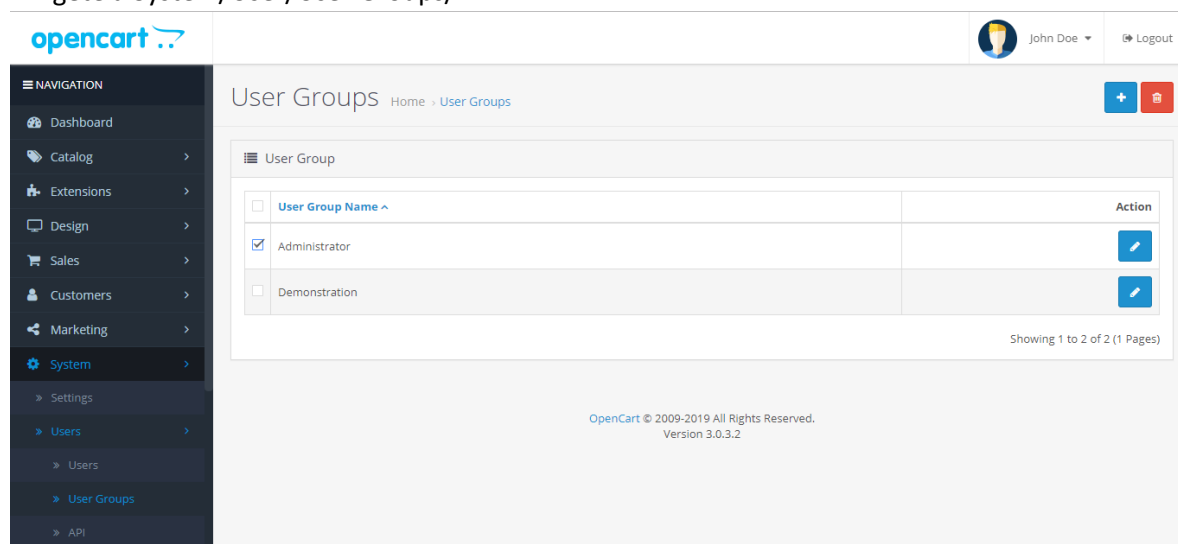 opencart
John Doe
Logout
NAVIGATION
User Groups Home › User Groups
Dashboard
Catalog
User Group
Extensions
User Group Name
Action
Design
Administrator
Sales
Demonstration
Customers
Marketing
Showing 1 to 2 of 2 (1 Pages)
System
Settings
OpenCart © 2009-2019 All Rights Reserved.
Users
Version 3.0.3.2
Users
User Groups
API